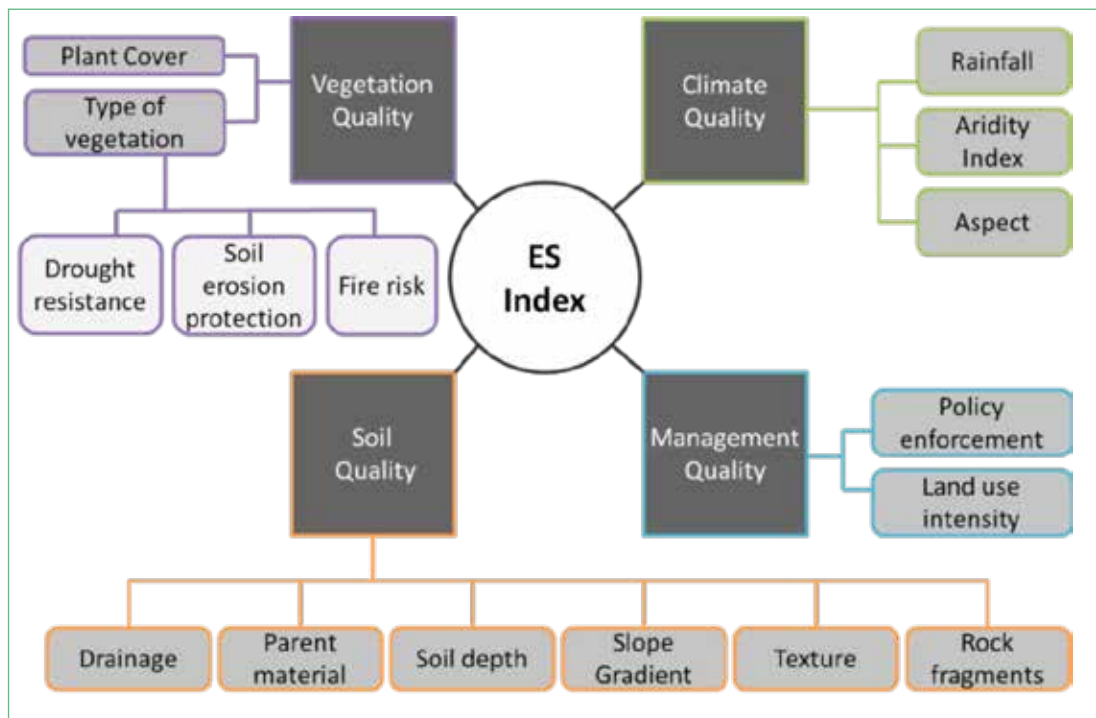 Plant Cover
Type of
vegetation
Vegetation
Quality
Drought
resistance
Soil
erosion
protection
Fire risk
Climate
Quality
Rainfall
Aridity
Index
Aspect
ES
Index
Soil
Quality
Management
Quality
Policy
enforcement
Land use
intensity
Drainage
Parent
material
Soil depth
Slope
Gradient
Texture
Rock
fragments